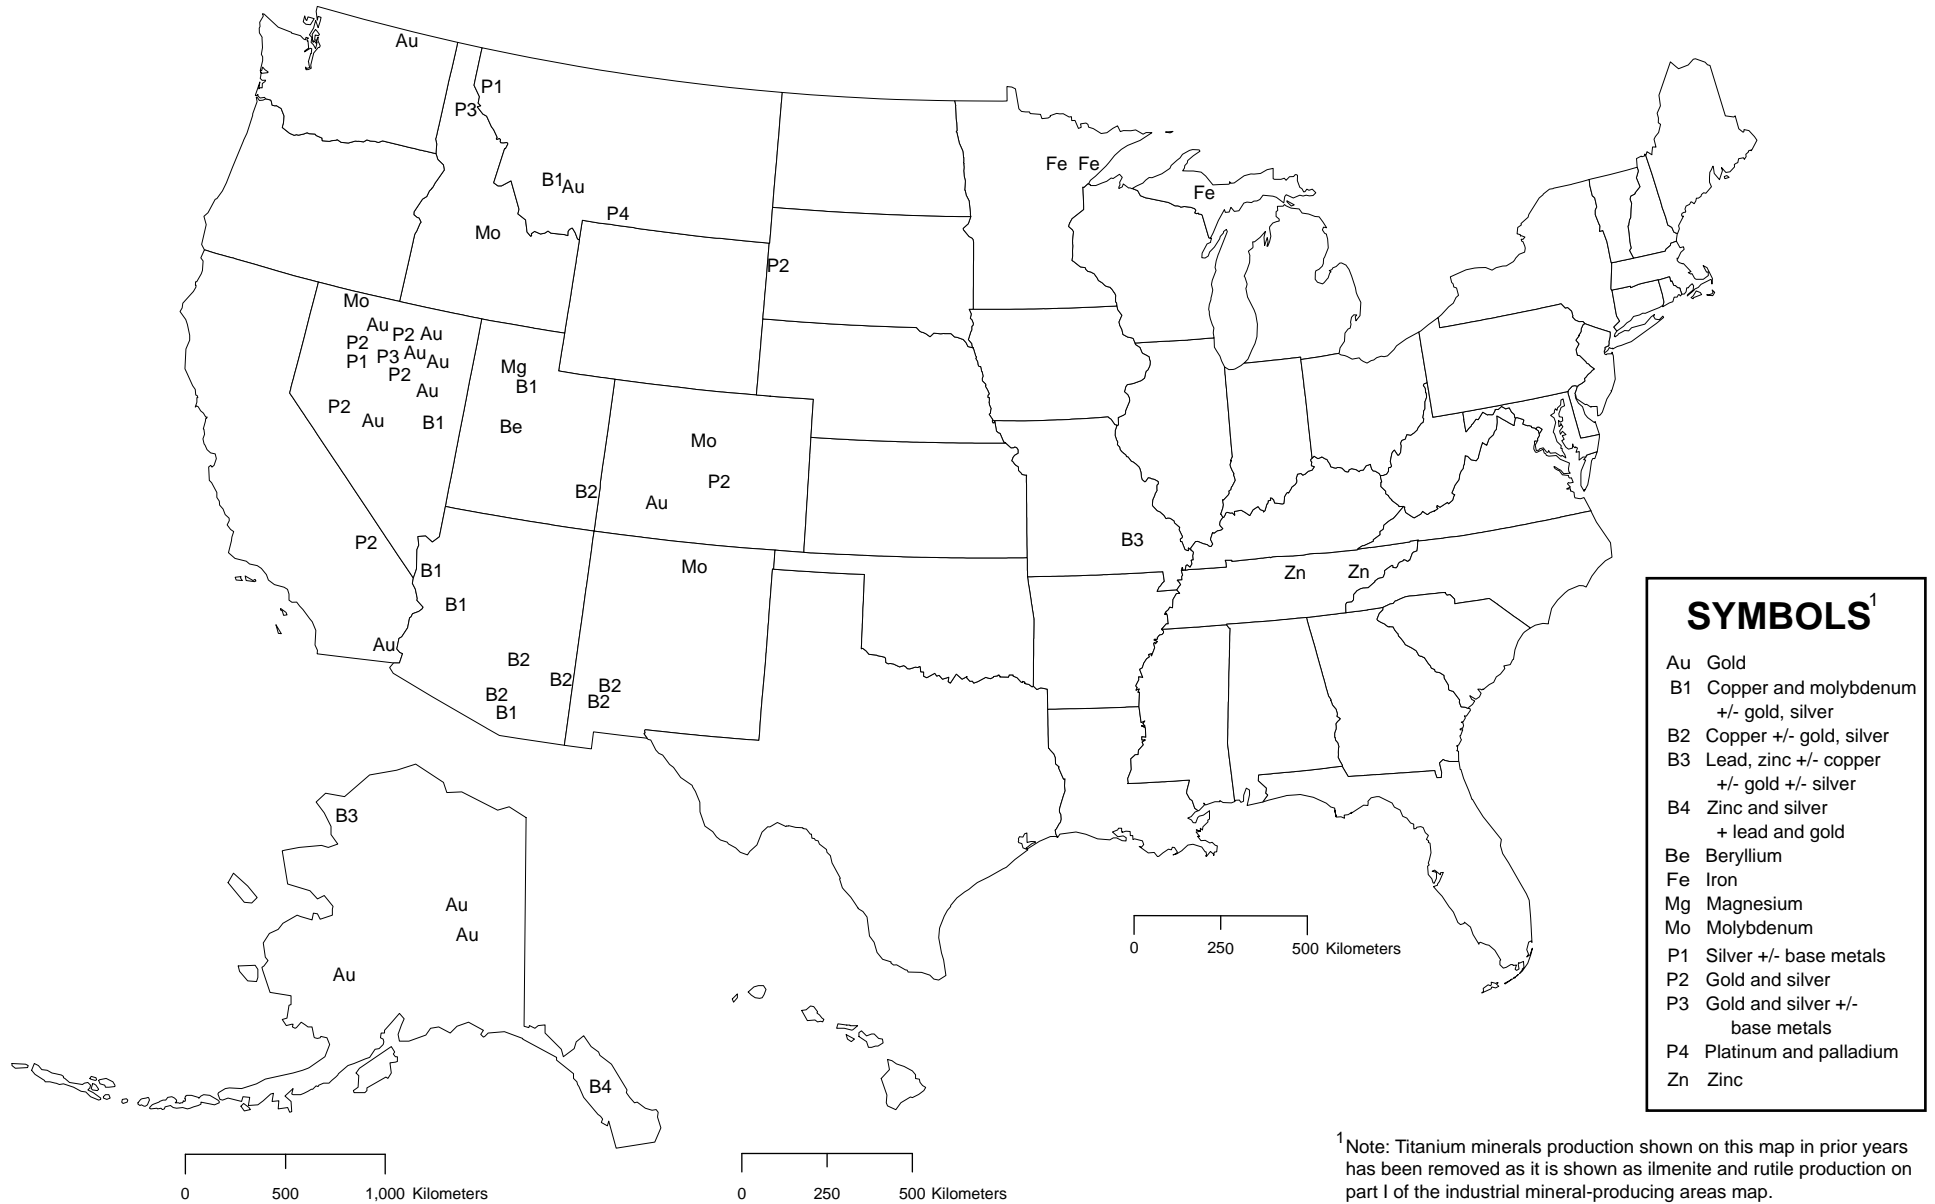 Au
P1
P3
Fe Fe
B1 Au
Fe
P4
Mo
P2
Mo
Au
P2 Au
P2
P3 Au
P1
Au
P2
Au
P2
Au
B1
Mg
B1
Be
Mo
P2
B2
Au
P2
B3
Mo
B1
Zn Zn
B1
Au
B2
B2
B2
B2
B2
B1
B3
Au
Au
Au
B4
0 250 500 Kilometers
0 500 1,000 Kilometers
0 250 500 Kilometers
SYMBOLS1
Au Gold
B1 Copper and molybdenum
+/- gold, silver
B2 Copper +/- gold, silver
B3 Lead, zinc +/- copper
+/- gold +/- silver
B4 Zinc and silver
+ lead and gold
Be Beryllium
Fe Iron
Mg Magnesium
Mo Molybdenum
P1 Silver +/- base metals
P2 Gold and silver
P3 Gold and silver +/-
base metals
P4 Platinum and palladium
Zn Zinc
1Note: Titanium minerals production shown on this map in prior years
has been removed as it is shown as ilmenite and rutile production on
part I of the industrial mineral-producing areas map.